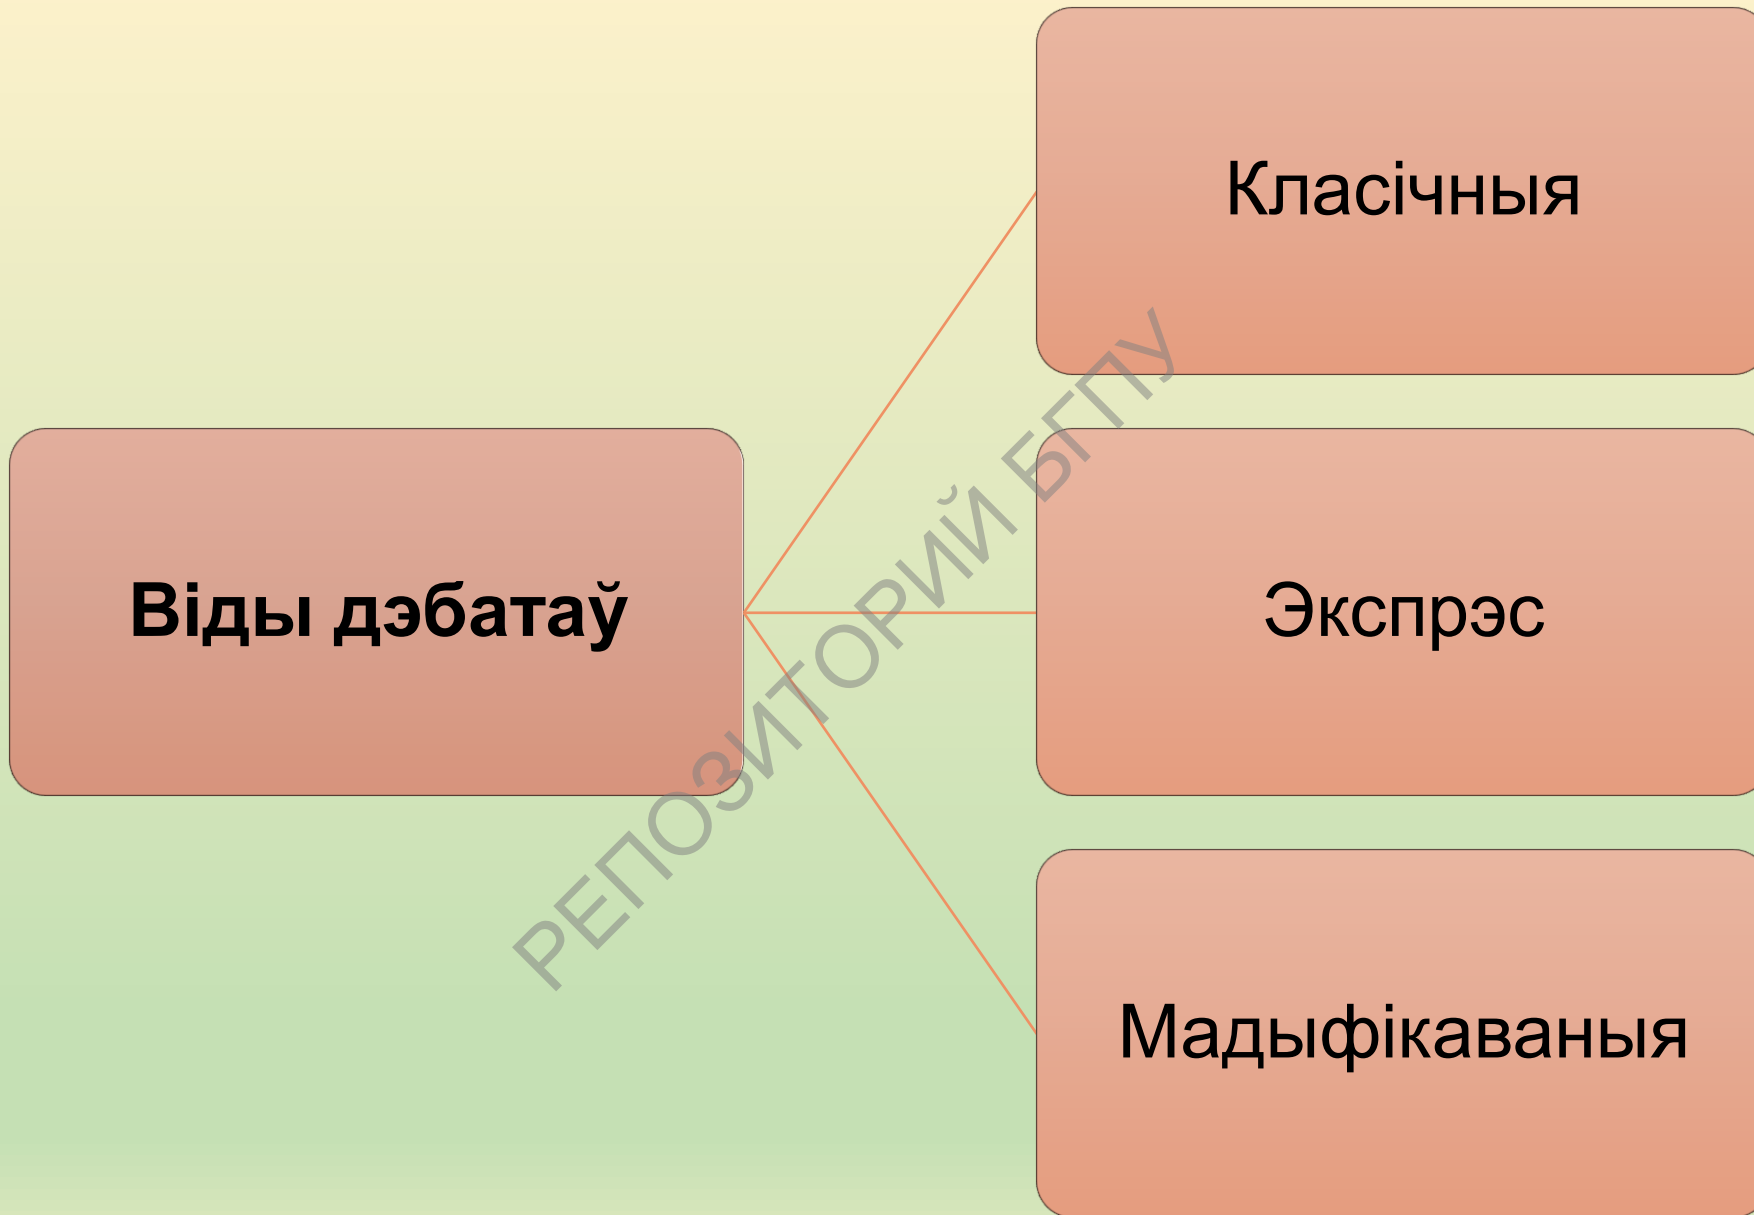 Віды дэбатаў
Класічныя
Экспрэс
Мадыфікаваныя
РЕПОЗИТОРИЙ БГПУ